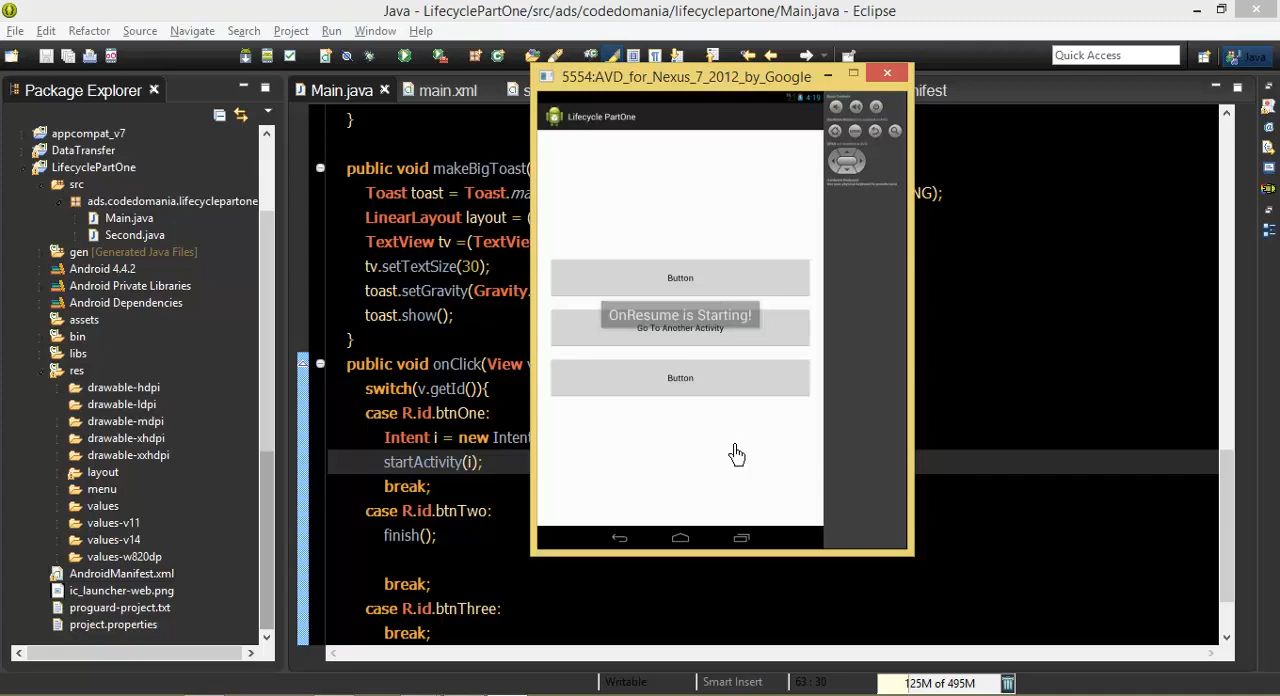 Java - LifecyclePartOne/src/ads/codedomania/lifecyclepartone/Main.java - Eclipse
File Edit Refactor Source Navigate Search Project Run Window Help
Quick Access
Java
Package Explorer
appcompat_v7
DataTransfer
LifecyclePartOne
src
ads.codedomania.lifecyclepartone
Main.java
Second.java
gen [Generated Java Files]
Android 4.4.2
Android Private Libraries
Android Dependencies
assets
bin
libs
res
drawable-hdpi
drawable-ldpi
drawable-mdpi
drawable-xhdpi
drawable-xxhdpi
layout
menu
values
values-v11
values-v14
values-w820dp
AndroidManifest.xml
ic_launcher-web.png
proguard-project.txt
project.properties
Main.java
main.xml
}
public void makeBigToast(
Toast toast = Toast.
NG);
LinearLayout layout = (
TextView tv =(TextVie
tv.setTextSize(30);
toast.setGravity(Gravity.
toast.show();
}
public void onClick(View v
switch(v.getId()){
case R.id.btnOne:
Intent i = new Intent
startActivity(i);
break;
case R.id.btnTwo:
finish();
break;
case R.id.btnThree:
break;
5554:AVD_for_Nexus_7_2012_by_Google
4:19
Lifecycle PartOne
Button
OnResume is Starting!
Go To Another Activity
Button
Writable
Smart Insert
63 : 30
125M of 495M